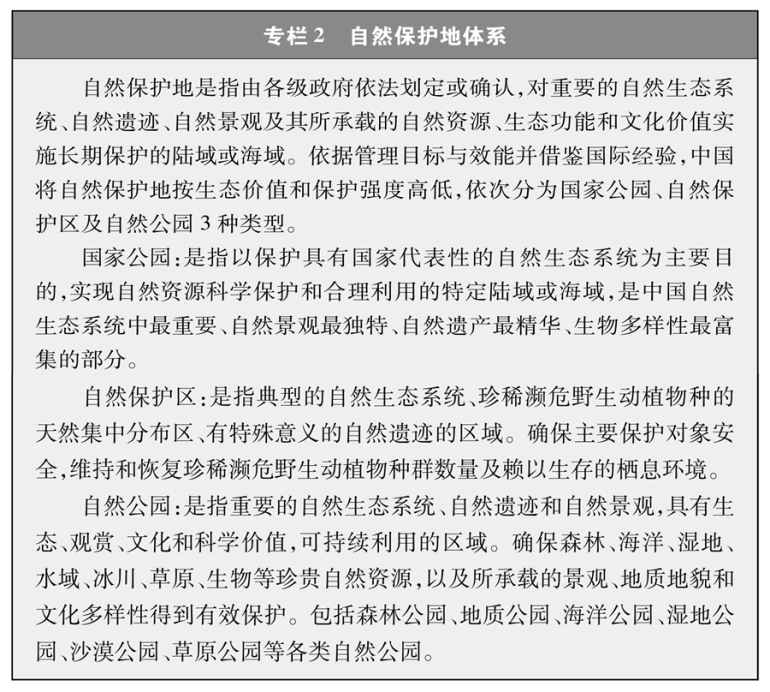 专栏2 自然保护地体系
自然保护地是指由各级政府依法划定或确认,对重要的自然生态系
统、自然遗迹、自然景观及其所承载的自然资源、生态功能和文化价值实
施长期保护的陆域或海域。依据管理目标与效能并借鉴国际经验,中国
将自然保护地按生态价值和保护强度高低,依次分为国家公园、自然保
护区及自然公园3种类型。
国家公园:是指以保护具有国家代表性的自然生态系统为主要目
的,实现自然资源科学保护和合理利用的特定陆域或海域,是中国自然
生态系统中最重要、自然景观最独特、自然遗产最精华、生物多样性最富
集的部分。
自然保护区:是指典型的自然生态系统、珍稀濒危野生动植物种的
天然集中分布区、有特殊意义的自然遗迹的区域。确保主要保护对象安
全,维持和恢复珍稀濒危野生动植物种群数量及赖以生存的栖息环境。
自然公园:是指重要的自然生态系统、自然遗迹和自然景观,具有生
态、观赏、文化和科学价值,可持续利用的区域。确保森林、海洋、湿地、
水域、冰川、草原、生物等珍贵自然资源,以及所承载的景观、地质地貌和
文化多样性得到有效保护。包括森林公园、地质公园、海洋公园、湿地公
园、沙漠公园、草原公园等各类自然公园。